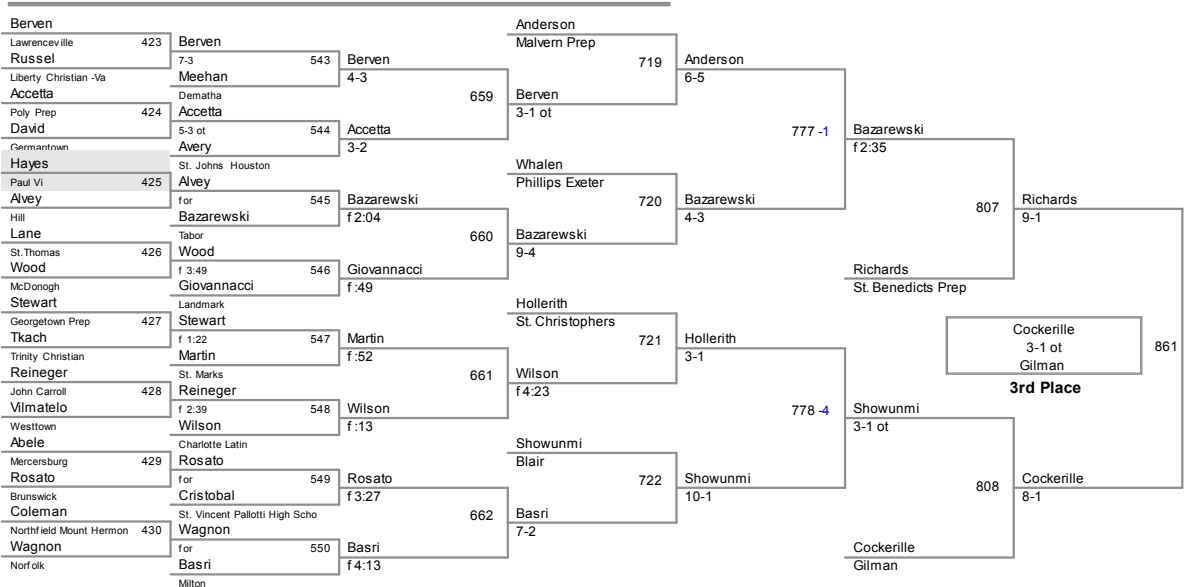 Berven
Lawrenceville 423
Russel
Liberty Christian -Va
Accetta
Poly Prep 424
David
Germantown
Hayes
Paul Vi 425
Alvey
Hill
Lane
St.Thomas 426
Wood
McDonogh
Stewart
Georgetown Prep 427
Tkach
Trinity Christian
Reineger
John Carroll 428
Vilmatelo
Westtown
Abele
Mercersburg 429
Rosato
Brunswick
Coleman
Northfield Mount Hermon 430
Wagnon
Norfolk
Berven
7-3 543
Meehan
Dematha
Accetta
5-3 ot 544
Avery
St. Johns Houston
Alvey
for 545
Bazarewski
Tabor
Wood
f 3:49 546
Giovannacci
Landmark
Stewart
f 1:22 547
Martin
St. Marks
Reineger
f 2:39 548
Wilson
Charlotte Latin
Rosato
for 549
Cristobal
St. Vincent Pallotti High Scho
Wagnon
for 550
Basri
Milton
Berven
4-3
659
Accetta
3-2
Bazarewski
f 2:04
660
Giovannacci
f :49
Martin
f :52
661
Wilson
f :13
Rosato
f 3:27
662
Basri
f 4:13
Anderson
Malvern Prep
719
Berven
3-1 ot
Whalen
Phillips Exeter
720
Bazarewski
9-4
Hollerith
St. Christophers
721
Wilson
f 4:23
Showunmi
Blair
722
Basri
7-2
Anderson
6-5
777 -1
Bazarewski
4-3
Hollerith
3-1
778 -4
Showunmi
10-1
Bazarewski
f 2:35
807
Richards
St. Benedicts Prep
Showunmi
3-1 ot
808
Cockerille
Gilman
Richards
9-1
Cockerille
3-1 ot
Gilman
861
3rd Place
Cockerille
8-1